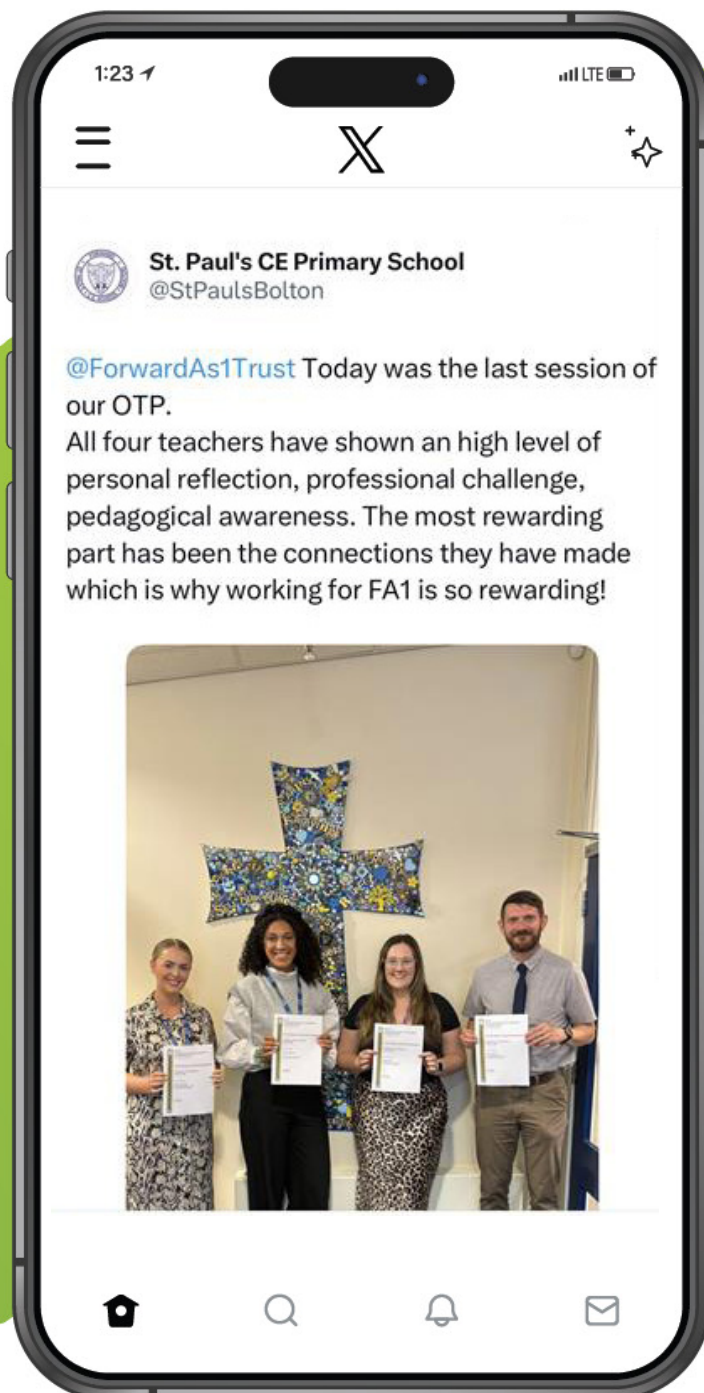 1:23
LTE
X
St. Paul's CE Primary School
@StPaulsBolton
@ForwardAs1Trust Today was the last session of
our OTP.
All four teachers have shown an high level of
personal reflection, professional challenge,
pedagogical awareness. The most rewarding
part has been the connections they have made
which is why working for FA1 is so rewarding!